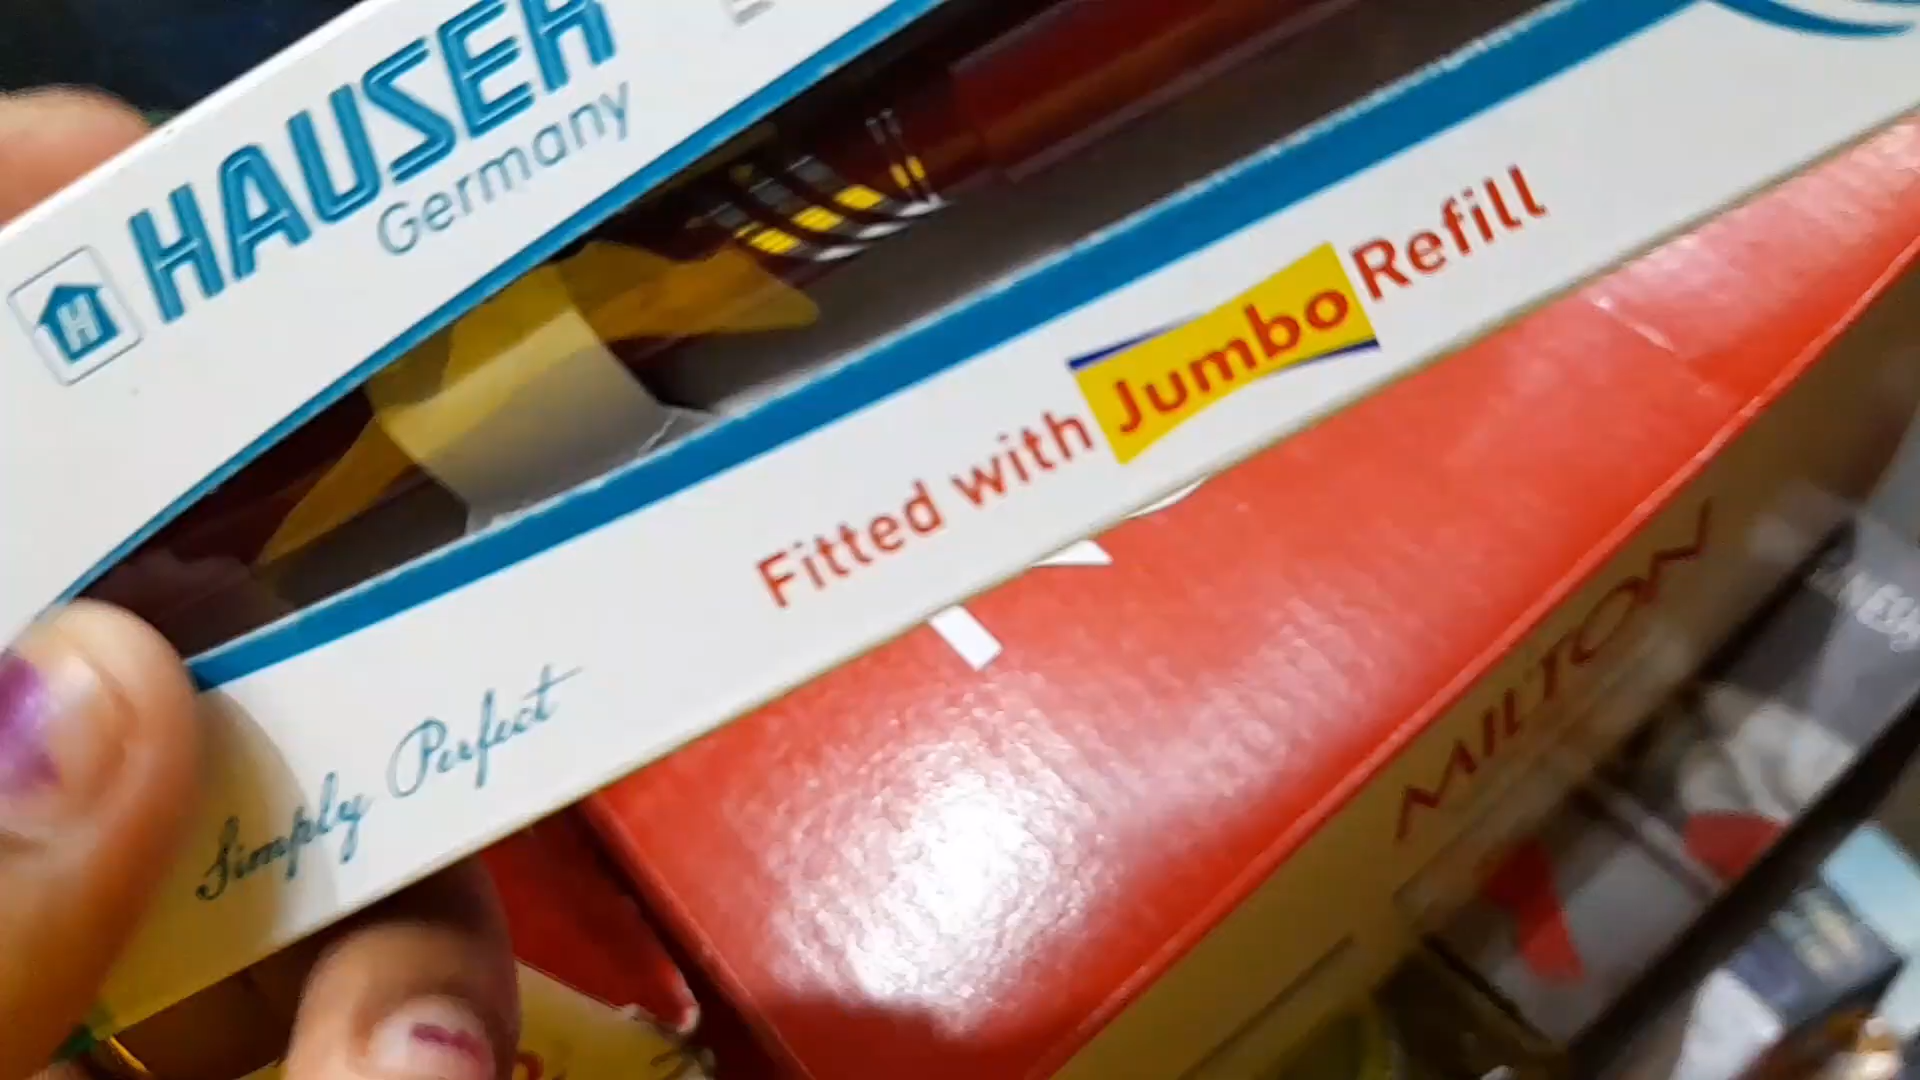 HAUSER
Germany
H
Fitted with Jumbo Refill
Simply Perfect
MILTON